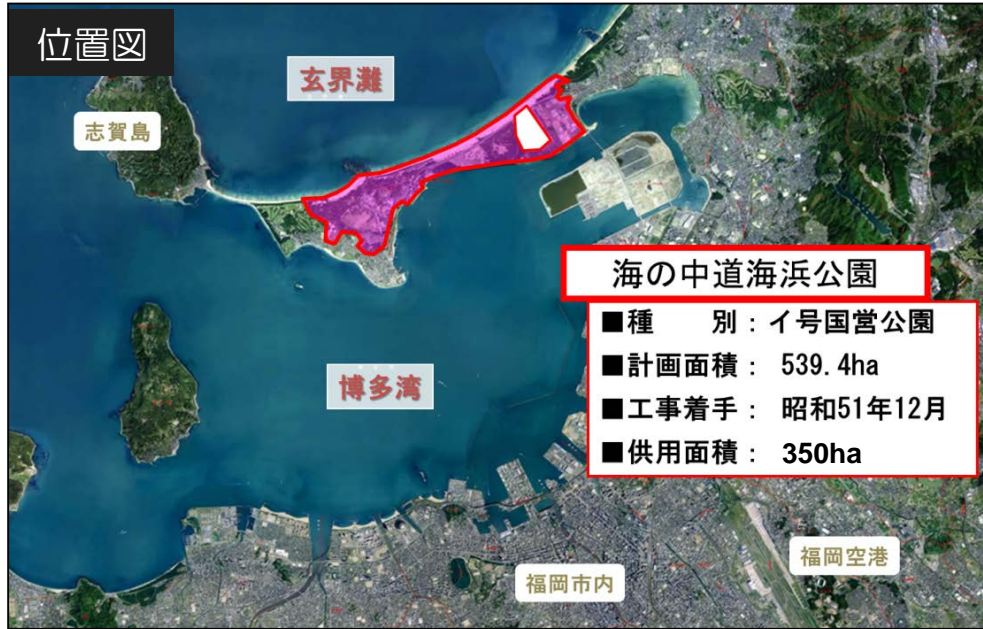 位置図
玄界灘
志賀島
海の中道海浜公園
■種　　別：イ号国営公園
■計画面積： 539.4ha
■工事着手： 昭和51年12月
■供用面積： 350ha
博多湾
福岡空港
福岡市内